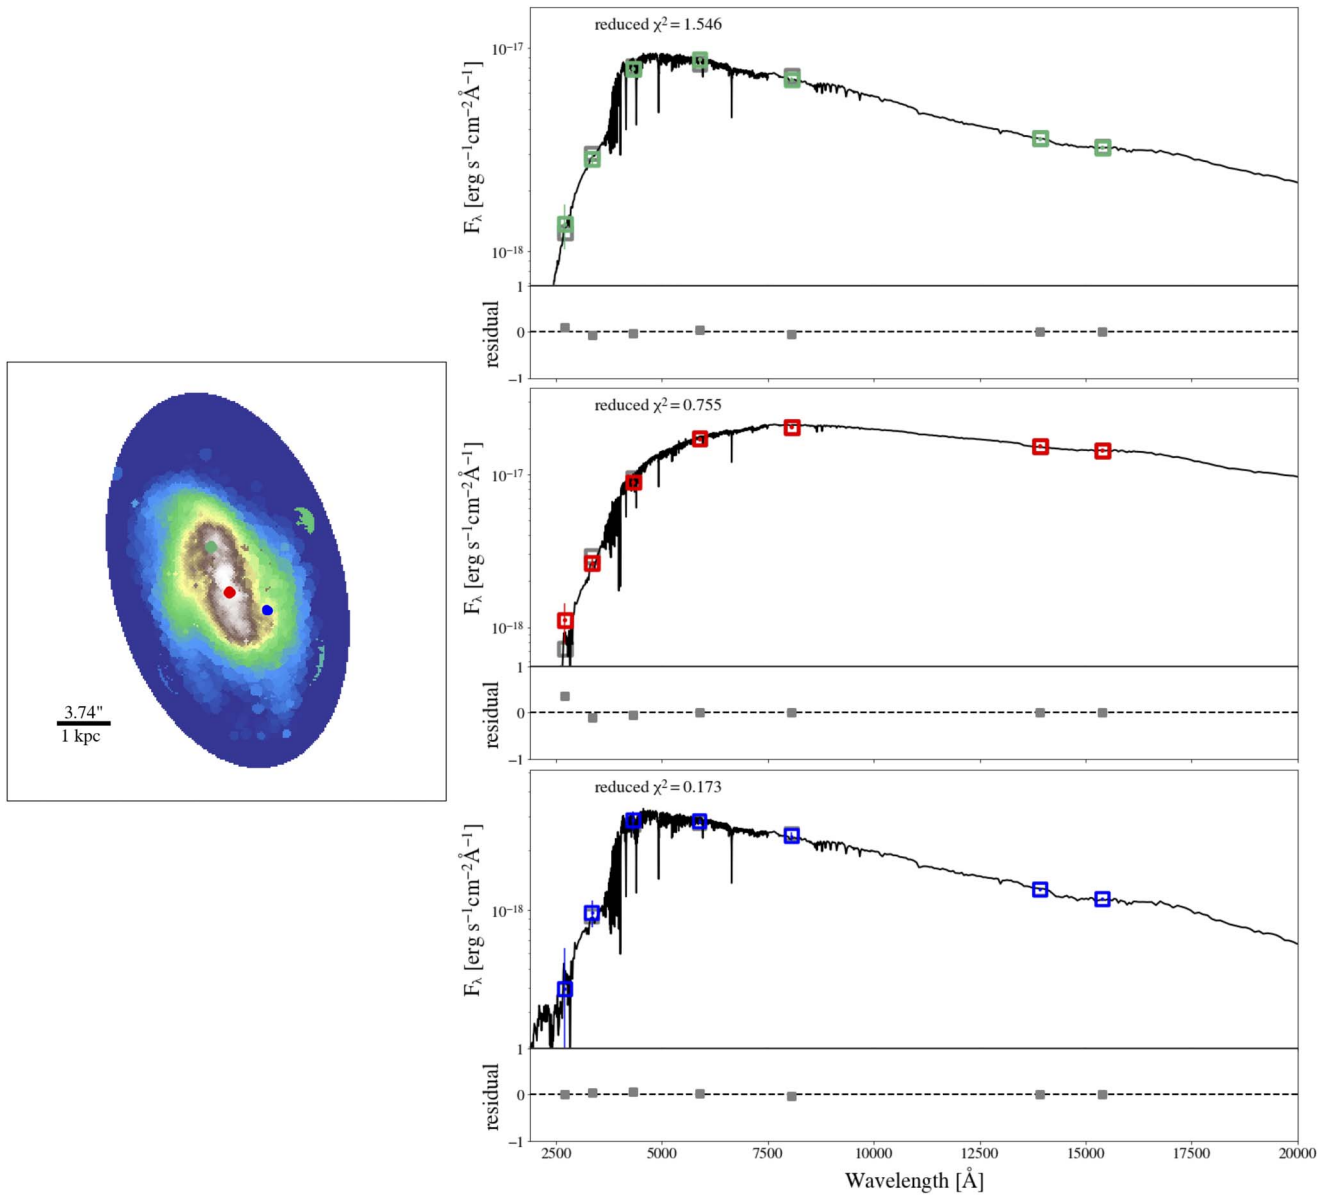 reduced χ² = 1.546
10⁻¹⁷
F_λ [erg s⁻¹cm⁻²Å⁻¹]
10⁻¹⁸
1
residual
0
−1
reduced χ² = 0.755
10⁻¹⁷
F_λ [erg s⁻¹cm⁻²Å⁻¹]
10⁻¹⁸
1
residual
0
−1
3.74"
1 kpc
reduced χ² = 0.173
F_λ [erg s⁻¹cm⁻²Å⁻¹]
10⁻¹⁸
1
residual
0
−1
2500 5000 7500 10000 12500 15000 17500 20000
Wavelength [Å]